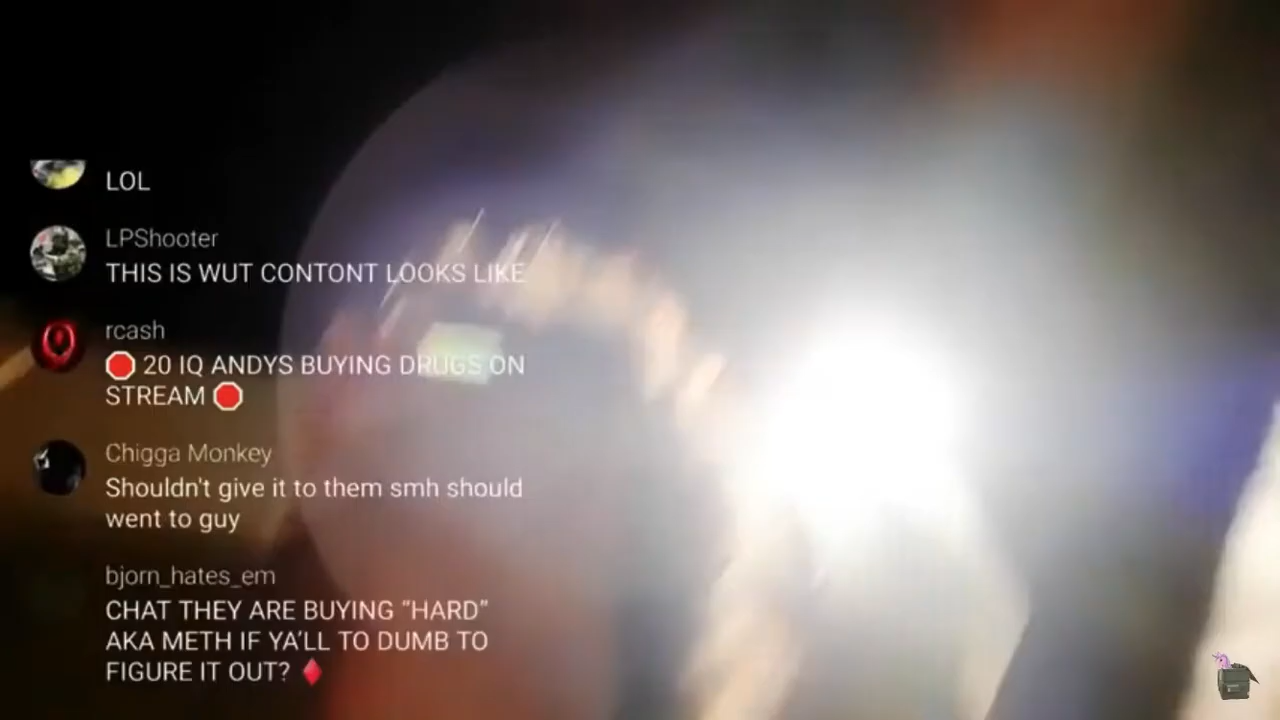 LOL
LPShooter
THIS IS WUT CONTONT LOOKS LIKE
rcash
🛑 20 IQ ANDYS BUYING DRUGS ON
STREAM 🛑
Chigga Monkey
Shouldn't give it to them smh should
went to guy
bjorn_hates_em
CHAT THEY ARE BUYING “HARD”
AKA METH IF YA’LL TO DUMB TO
FIGURE IT OUT? ♦️